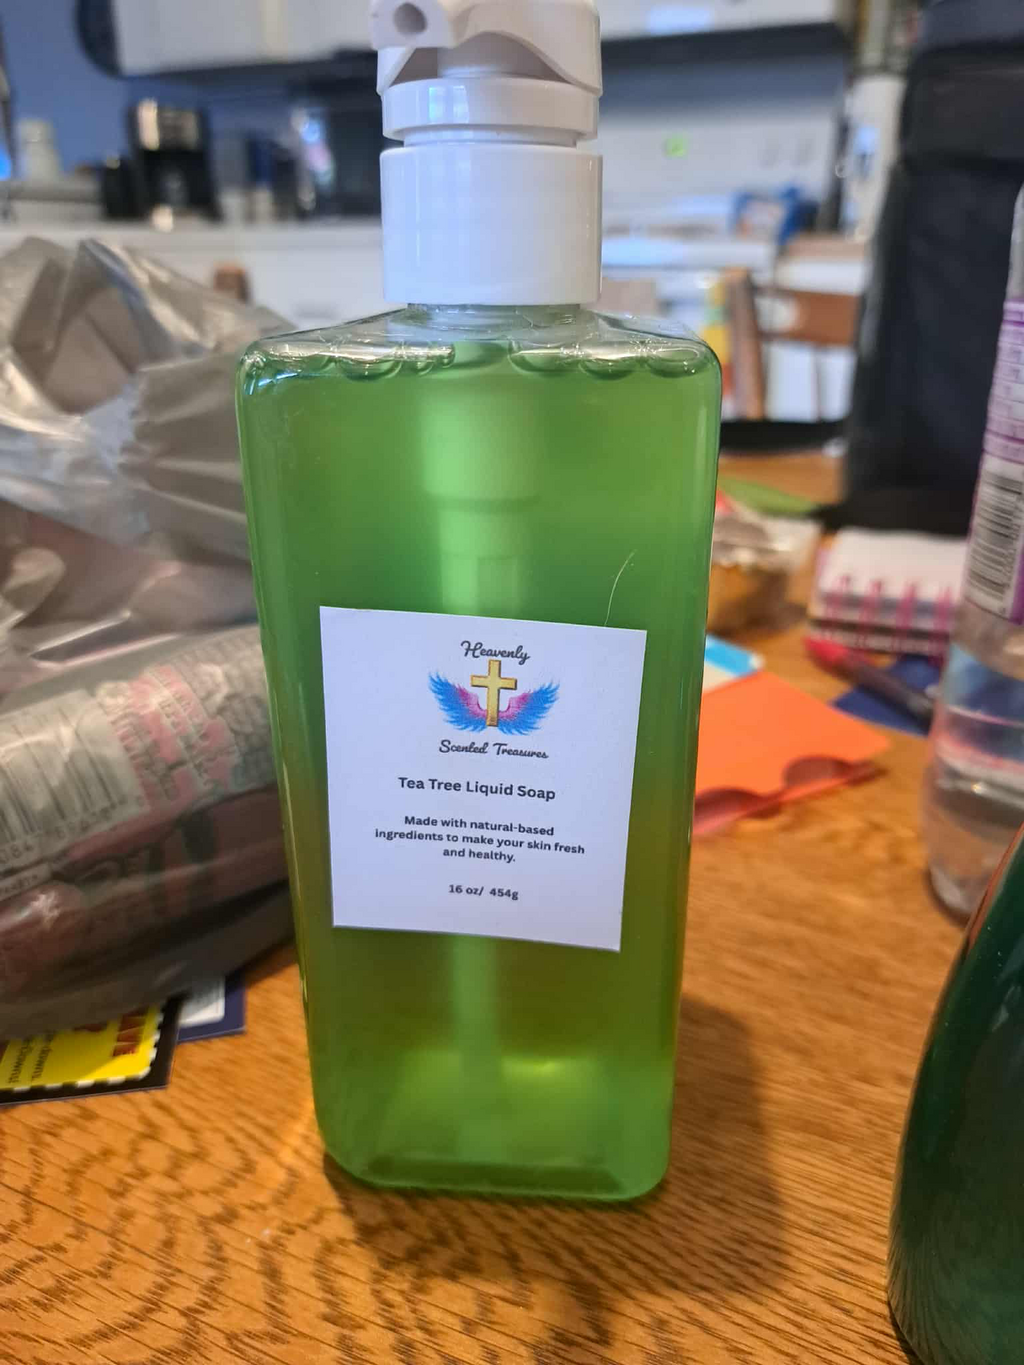 Heavenly
Scented Treasures
Tea Tree Liquid Soap
Made with natural-based
ingredients to make your skin fresh
and healthy.
16 oz/ 454g